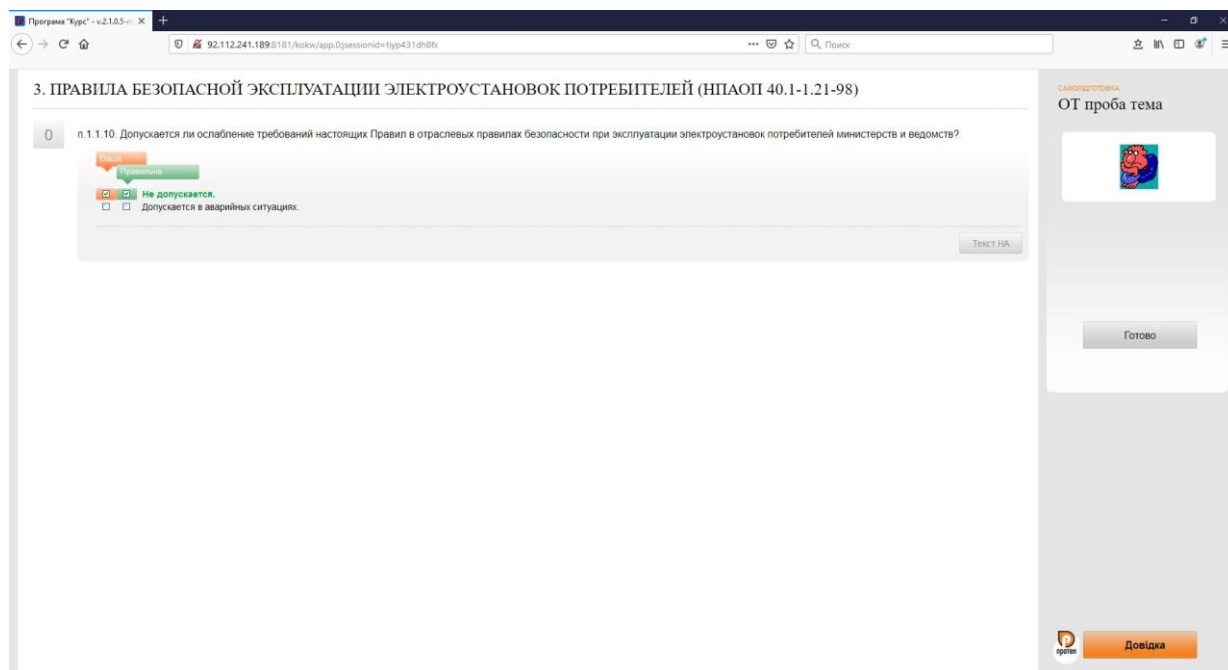 Програма "Курс" - v.2.1.0.5-r
92.112.241.189:8181/kokw/app.0;jsessionid=tiyp431dh8fx
Поиск
3. ПРАВИЛА БЕЗОПАСНОЙ ЭКСПЛУАТАЦИИ ЭЛЕКТРОУСТАНОВОК ПОТРЕБИТЕЛЕЙ (НПАОП 40.1-1.21-98)
0
п.1.1.10. Допускается ли ослабление требований настоящих Правил в отраслевых правилах безопасности при эксплуатации электроустановок потребителей министерств и ведомств?
Ваша
Правильна
Не допускается.
Допускается в аварийных ситуациях.
Текст НА
САМОПІДГОТОВКА
ОТ проба тема
Готово
протен
Довідка